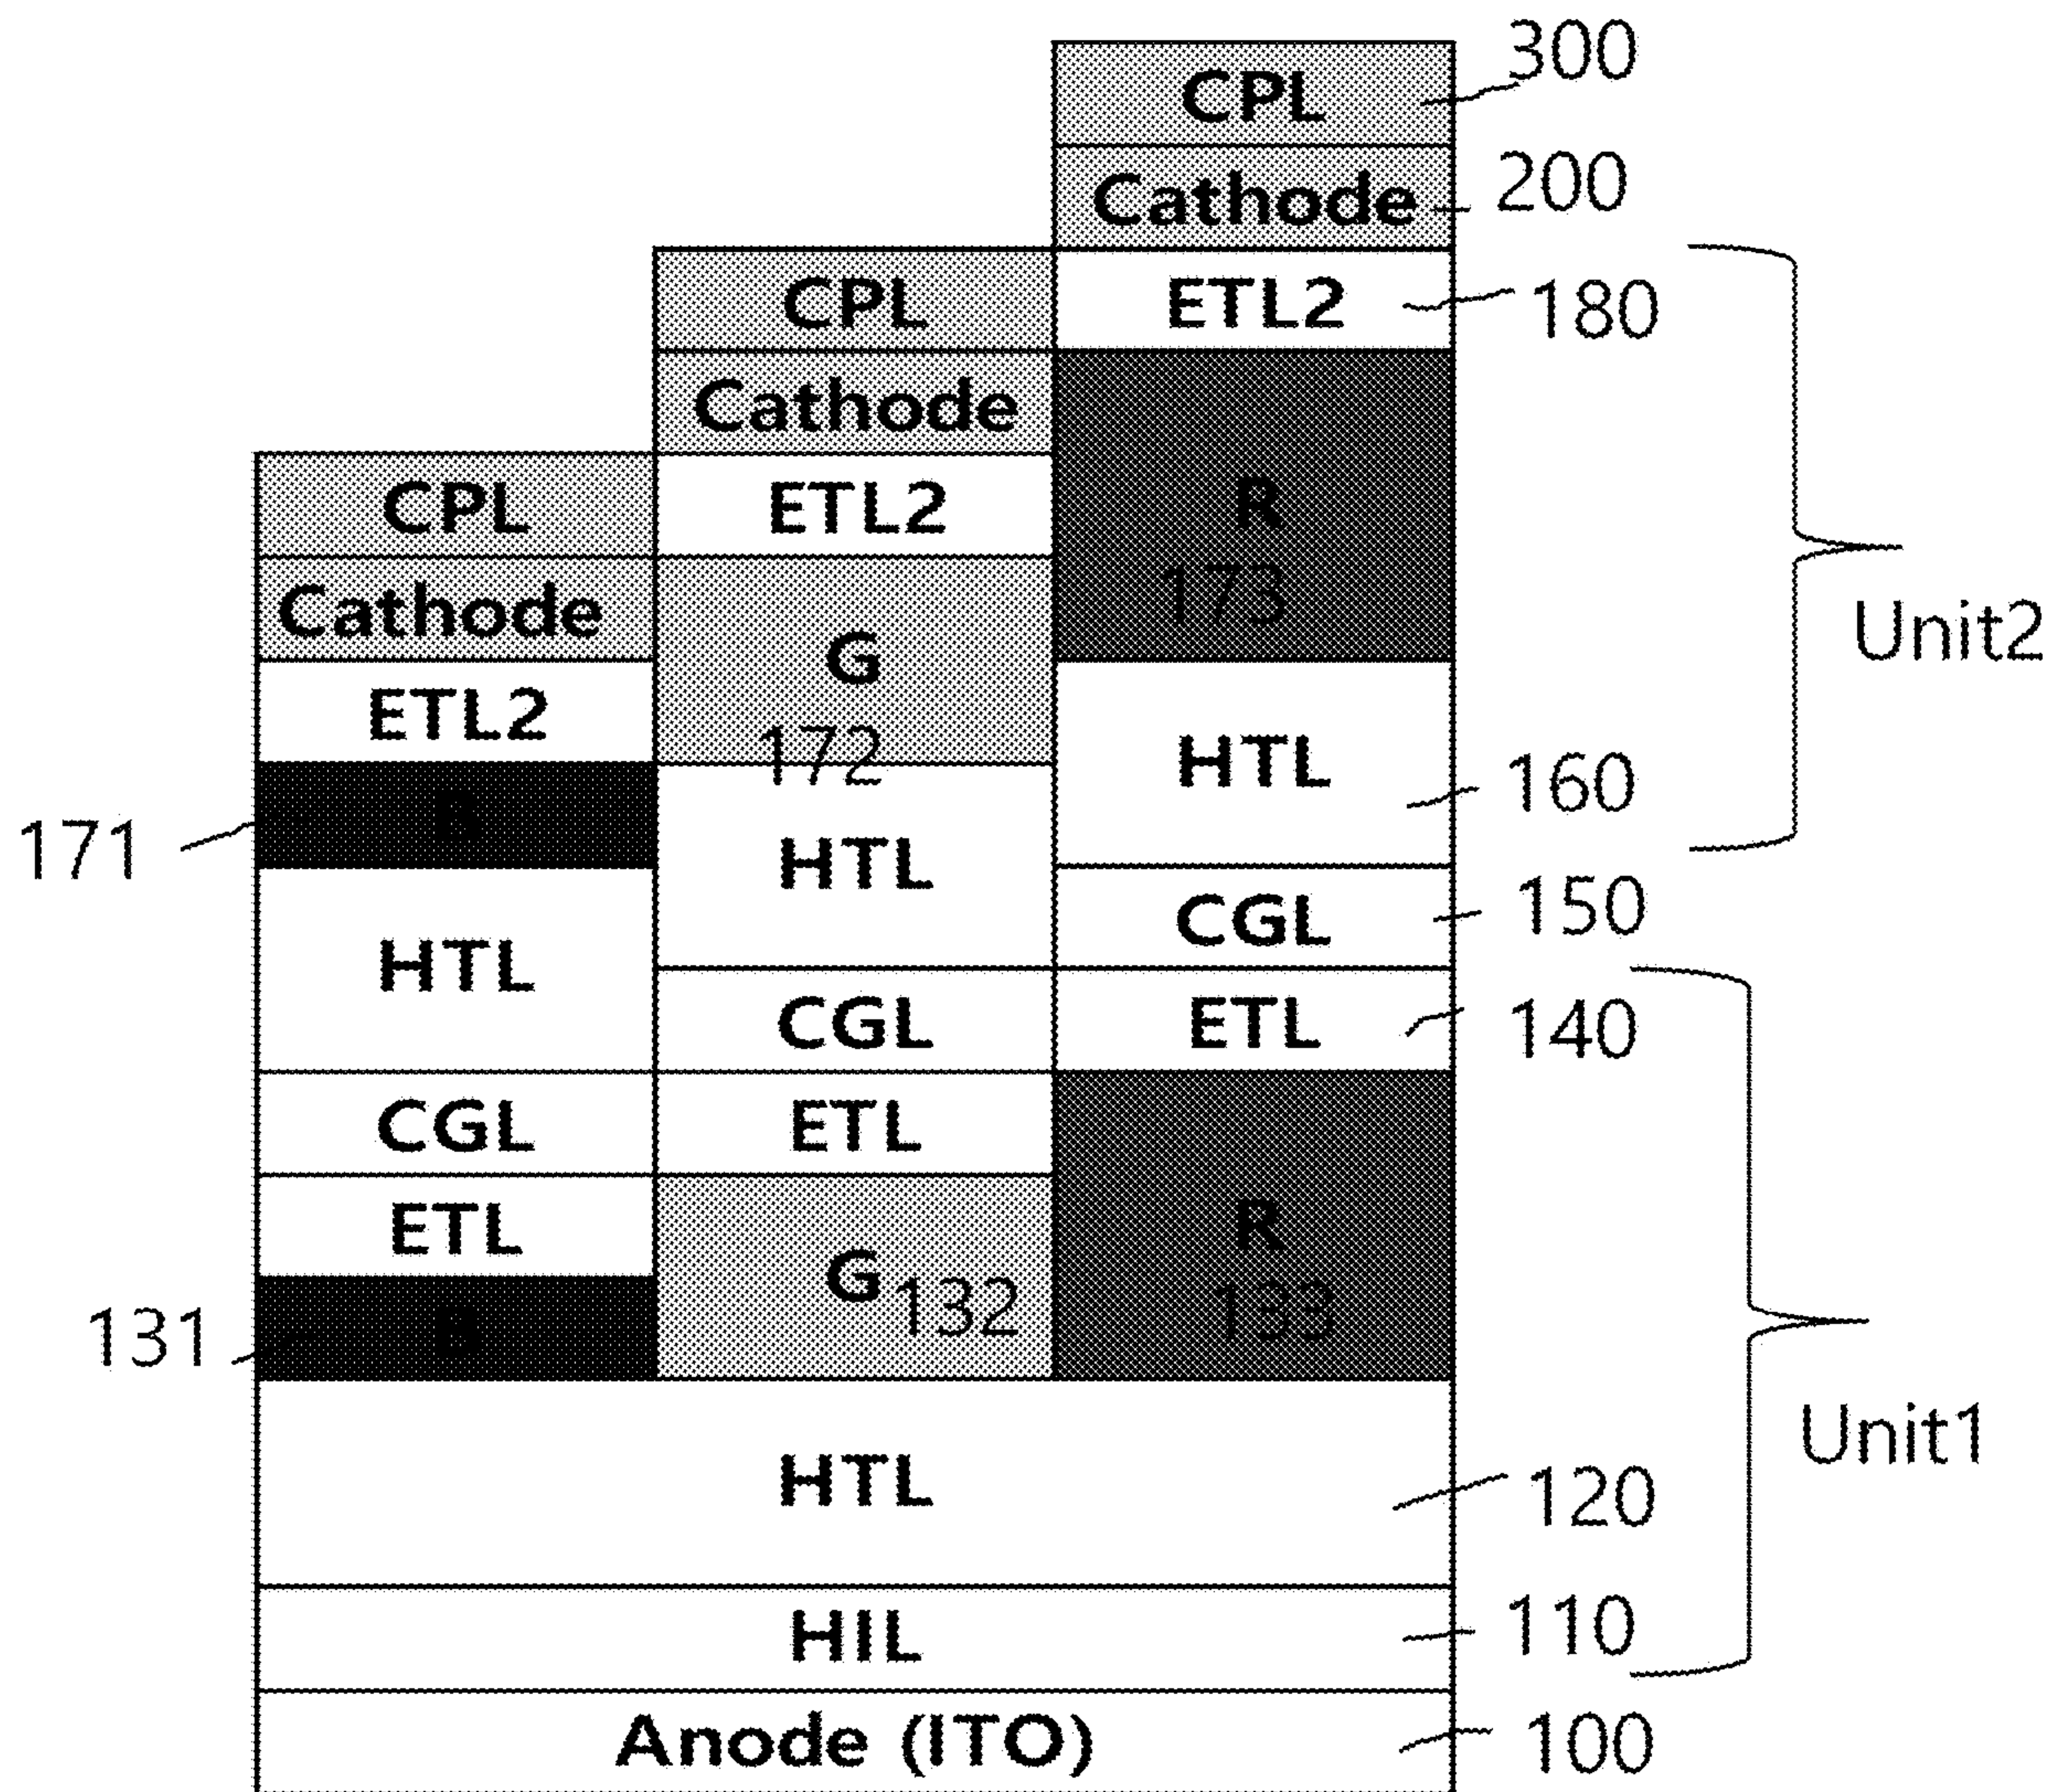 CPL 300
Cathode 200
CPL ETL2 180
Cathode
CPL ETL2 R
Cathode G 173 Unit2
ETL2 172 HTL 160
171 B HTL
HTL CGL 150
CGL ETL 140
CGL ETL
ETL G 132 R 133
131 B
Unit1
HTL 120
HIL 110
Anode (ITO) 100